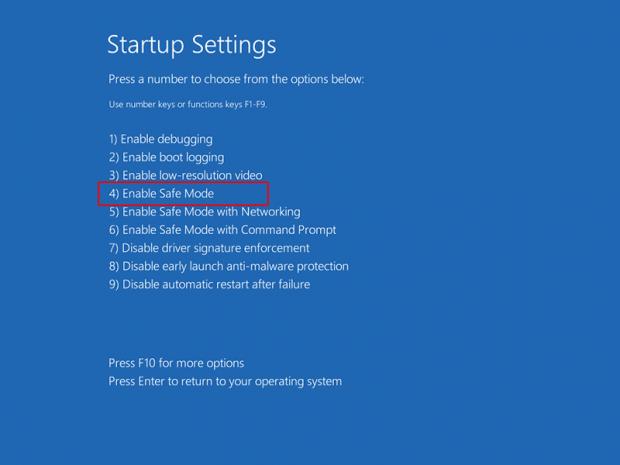 Startup Settings
Press a number to choose from the options below:
Use number keys or functions keys F1-F9.
1) Enable debugging
2) Enable boot logging
3) Enable low-resolution video
4) Enable Safe Mode
5) Enable Safe Mode with Networking
6) Enable Safe Mode with Command Prompt
7) Disable driver signature enforcement
8) Disable early launch anti-malware protection
9) Disable automatic restart after failure
Press F10 for more options
Press Enter to return to your operating system